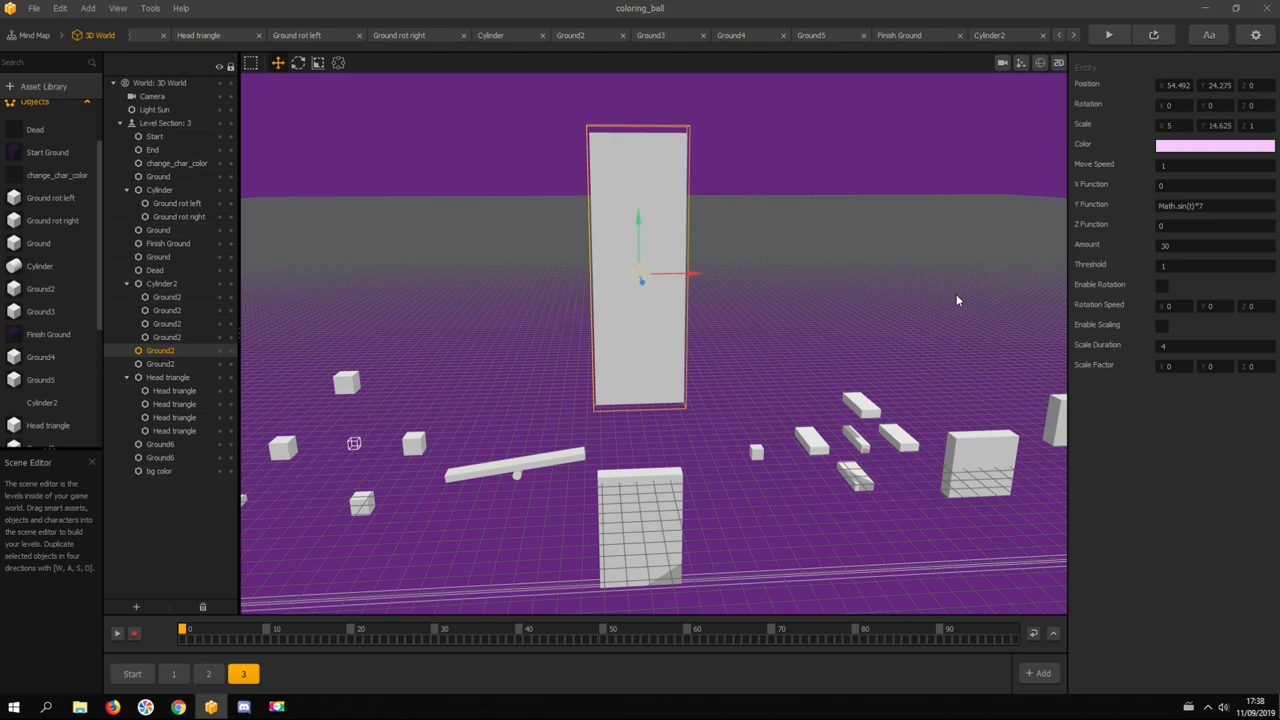 File Edit Add View Tools Help
coloring_ball
Mind Map 3D World Head triangle Ground rot left Ground rot right Cylinder Ground2 Ground3 Ground4 Ground5 Finish Ground Cylinder2 Aa
Search
Asset Library
Objects
Dead
Start Ground
change_char_color
Ground rot left
Ground rot right
Ground
Cylinder
Ground2
Ground3
Finish Ground
Ground4
Ground5
Cylinder2
Head triangle
Scene Editor
The scene editor is the
levels inside of your game
world. Drag smart assets,
objects and characters into
the scene editor to build
your levels. Duplicate
selected objects in four
directions with [W, A, S, D].
World: 3D World
Camera
Light Sun
Level Section: 3
Start
End
change_char_color
Ground
Cylinder
Ground rot left
Ground rot right
Ground
Finish Ground
Ground
Dead
Cylinder2
Ground2
Ground2
Ground2
Ground2
Ground2
Ground2
Head triangle
Head triangle
Head triangle
Head triangle
Head triangle
Ground6
Ground6
bg color
2D
Entity
Position X 54.492 Y 24.275 Z 0
Rotation X 0 Y 0 Z 0
Scale X 5 Y 14.625 Z 1
Color
Move Speed 1
X Function 0
Y Function Math.sin(t)*7
Z Function 0
Amount 30
Threshold 1
Enable Rotation
Rotation Speed X 0 Y 0 Z 0
Enable Scaling
Scale Duration 4
Scale Factor X 0 Y 0 Z 0
0 10 20 30 40 50 60 70 80 90
Start 1 2 3 + Add
17:38
11/09/2019